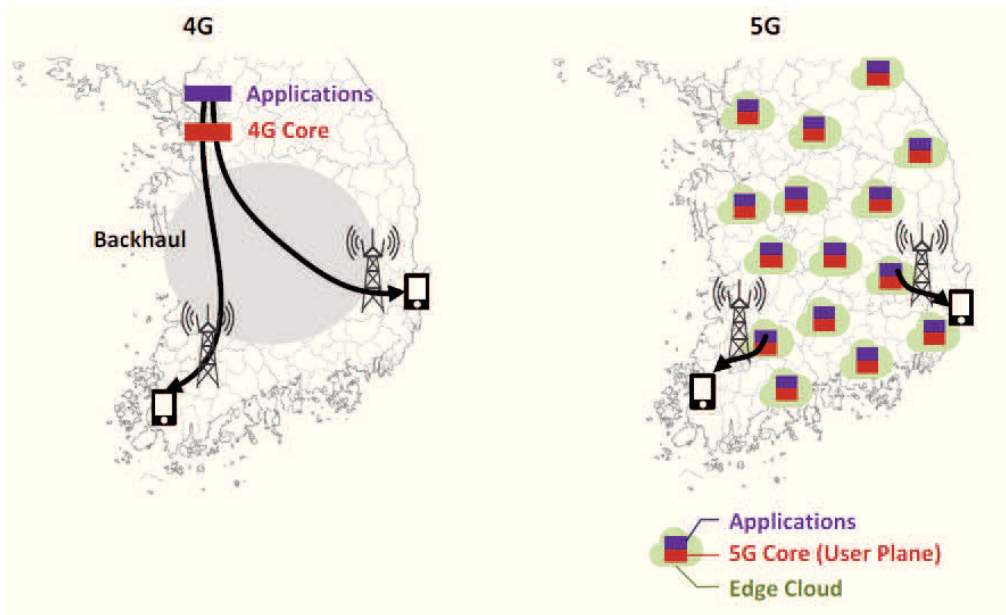 4G
Applications
4G Core
Backhaul
5G
Applications
5G Core (User Plane)
Edge Cloud